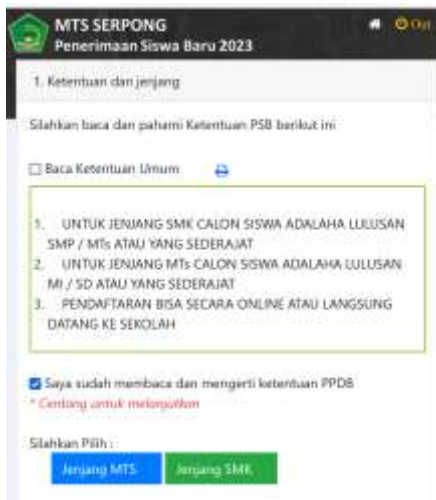 MTS SERPONG
Out
Penerimaan Siswa Baru 2023
1. Ketentuan dan jenjang
Silahkan baca dan pahami Ketentuan PSB berikut ini
Baca Ketentuan Umum
1. UNTUK JENJANG SMK CALON SISWA ADALAHA LULUSAN
SMP / MTs ATAU YANG SEDERAJAT
2. UNTUK JENJANG MTs CALON SISWA ADALAHA LULUSAN
MI / SD ATAU YANG SEDERAJAT
3. PENDAFTARAN BISA SECARA ONLINE ATAU LANGSUNG
DATANG KE SEKOLAH
Saya sudah membaca dan mengerti ketentuan PPDB
* Centang untuk melanjutkan
Silahkan Pilih :
Jenjang MTS
Jenjang SMK